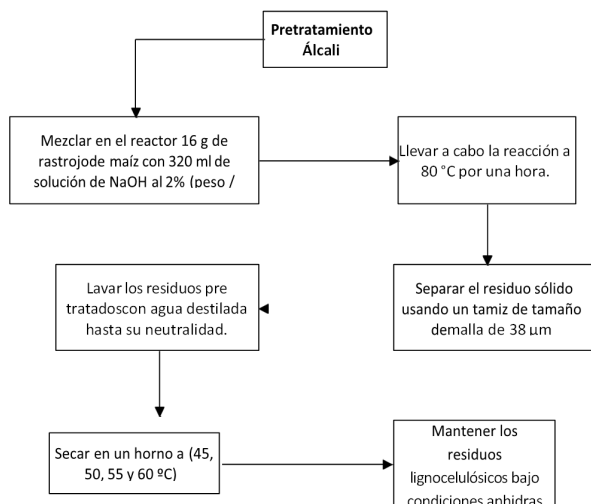 Pretratamiento
Álcali
Mezclar en el reactor 16 g de
rastrojode maíz con 320 ml de
solución de NaOH al 2% (peso /
Llevar a cabo la reacción a
80 °C por una hora.
Separar el residuo sólido
usando un tamiz de tamaño
demalla de 38 µm
Lavar los residuos pre
tratadoscon agua destilada
hasta su neutralidad.
Secar en un horno a (45,
50, 55 y 60 ºC)
Mantener los
residuos
lignocelulósicos bajo
condiciones anhidras